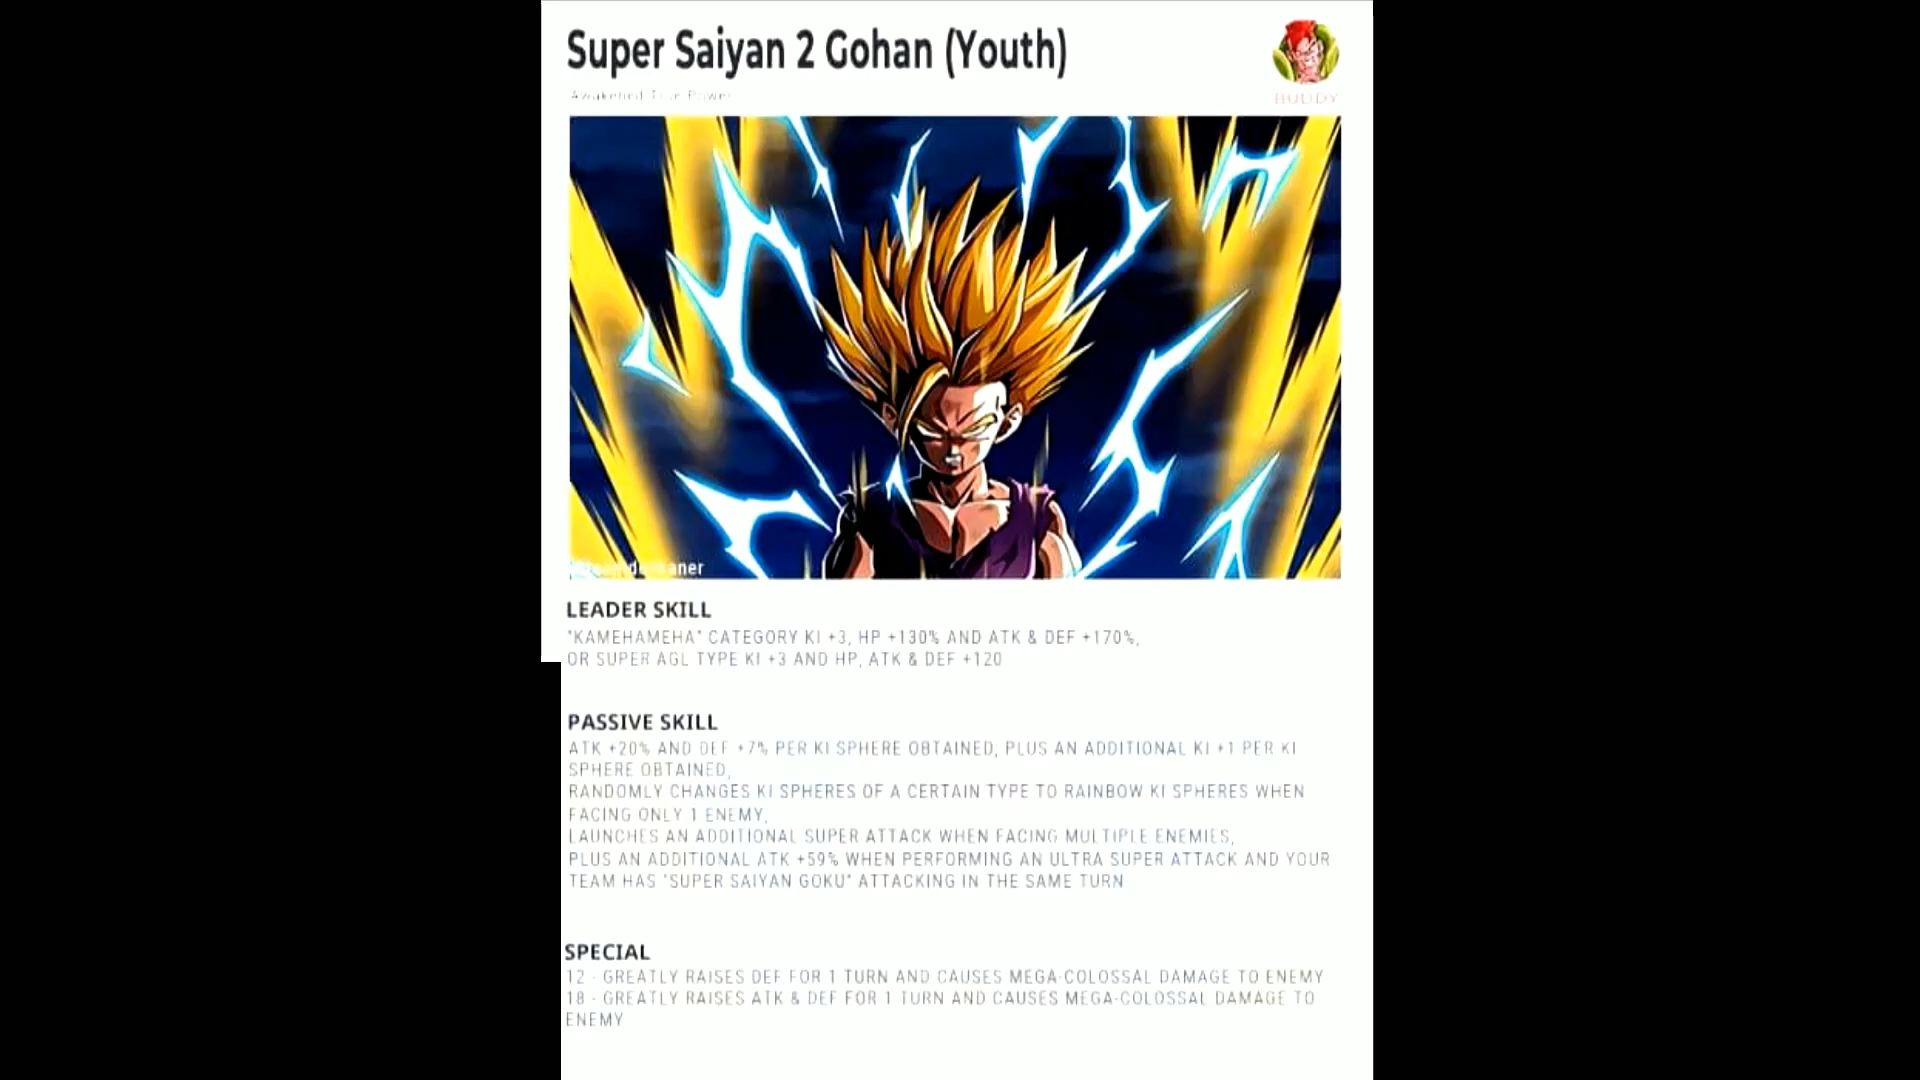 Super Saiyan 2 Gohan (Youth)
Awakened True Power
BUDDY
LEADER SKILL
"KAMEHAMEHA" CATEGORY KI +3, HP +130% AND ATK & DEF +170%,
OR SUPER AGL TYPE KI +3 AND HP, ATK & DEF +120
PASSIVE SKILL
ATK +20% AND DEF +7% PER KI SPHERE OBTAINED, PLUS AN ADDITIONAL KI +1 PER KI
SPHERE OBTAINED,
RANDOMLY CHANGES KI SPHERES OF A CERTAIN TYPE TO RAINBOW KI SPHERES WHEN
FACING ONLY 1 ENEMY,
LAUNCHES AN ADDITIONAL SUPER ATTACK WHEN FACING MULTIPLE ENEMIES,
PLUS AN ADDITIONAL ATK +59% WHEN PERFORMING AN ULTRA SUPER ATTACK AND YOUR
TEAM HAS "SUPER SAIYAN GOKU" ATTACKING IN THE SAME TURN
SPECIAL
12 - GREATLY RAISES DEF FOR 1 TURN AND CAUSES MEGA-COLOSSAL DAMAGE TO ENEMY
18 - GREATLY RAISES ATK & DEF FOR 1 TURN AND CAUSES MEGA-COLOSSAL DAMAGE TO
ENEMY